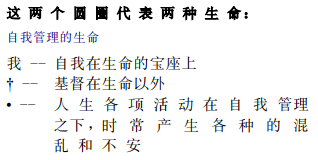 这两个圆圈代表两种生命：
自我管理的生命
我 -- 自我在生命的宝座上
† -- 基督在生命以外
• -- 人生各项活动在自我管理
之下，时常产生各种的混
乱和不安